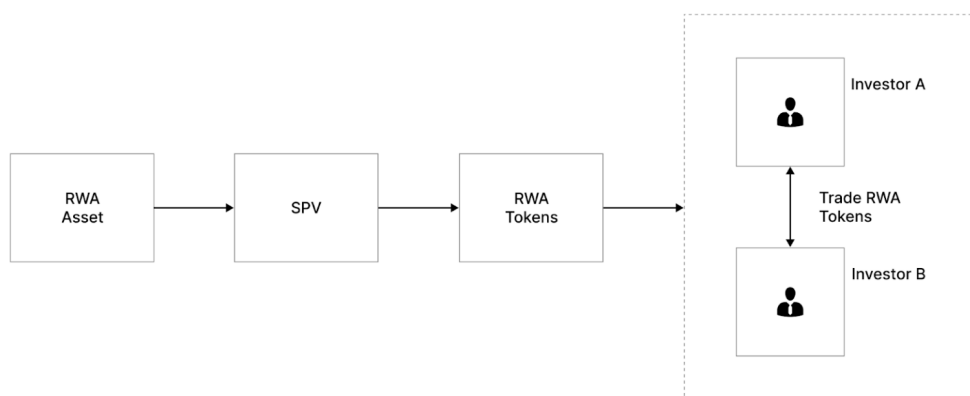 RWA
Asset
SPV
RWA
Tokens
Investor A
Trade RWA
Tokens
Investor B